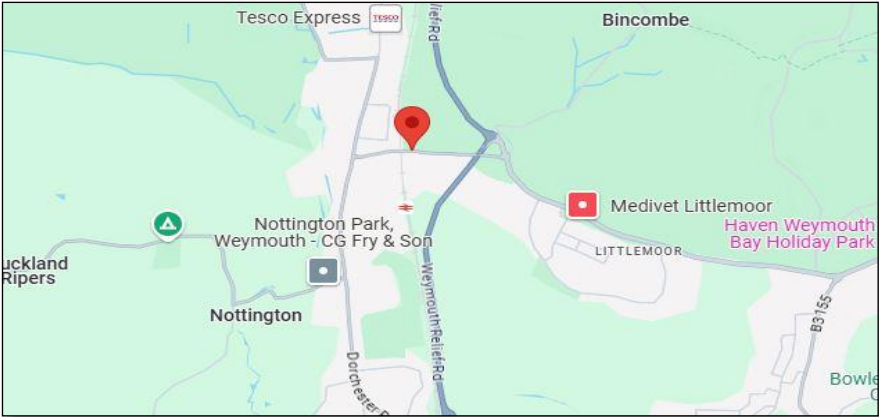 Tesco Express
TESCO
lief Rd
Bincombe
Medivet Littlemoor
Nottington Park,
Weymouth - CG Fry & Son
Haven Weymouth
Bay Holiday Park
LITTLEMOOR
uckland
Ripers
Weymouth Relief Rd
Nottington
B3155
Dorchester R
Bowle